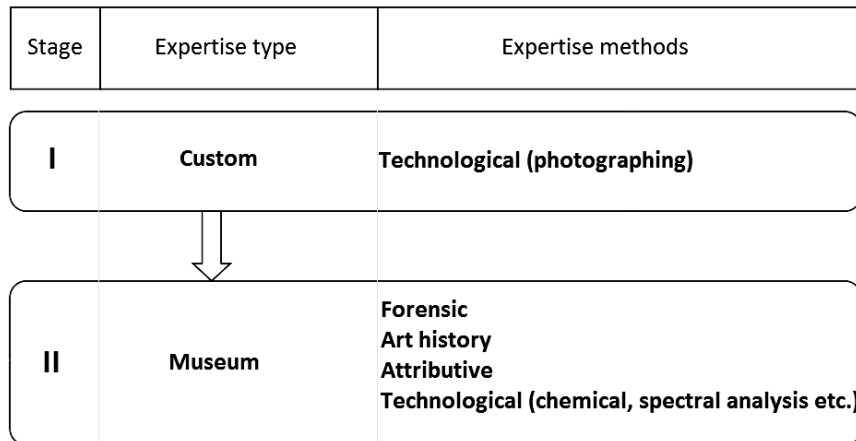 Stage Expertise type Expertise methods
I Custom Technological (photographing)
Forensic
Art history
II Museum Attributive
Technological (chemical, spectral analysis etc.)